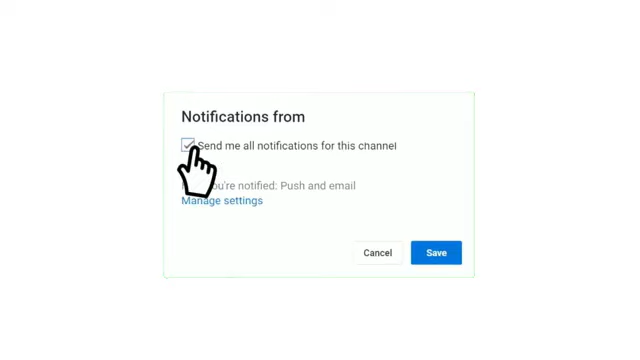 Notifications from
Send me all notifications for this channel
you're notified: Push and email
Manage settings
Cancel
Save